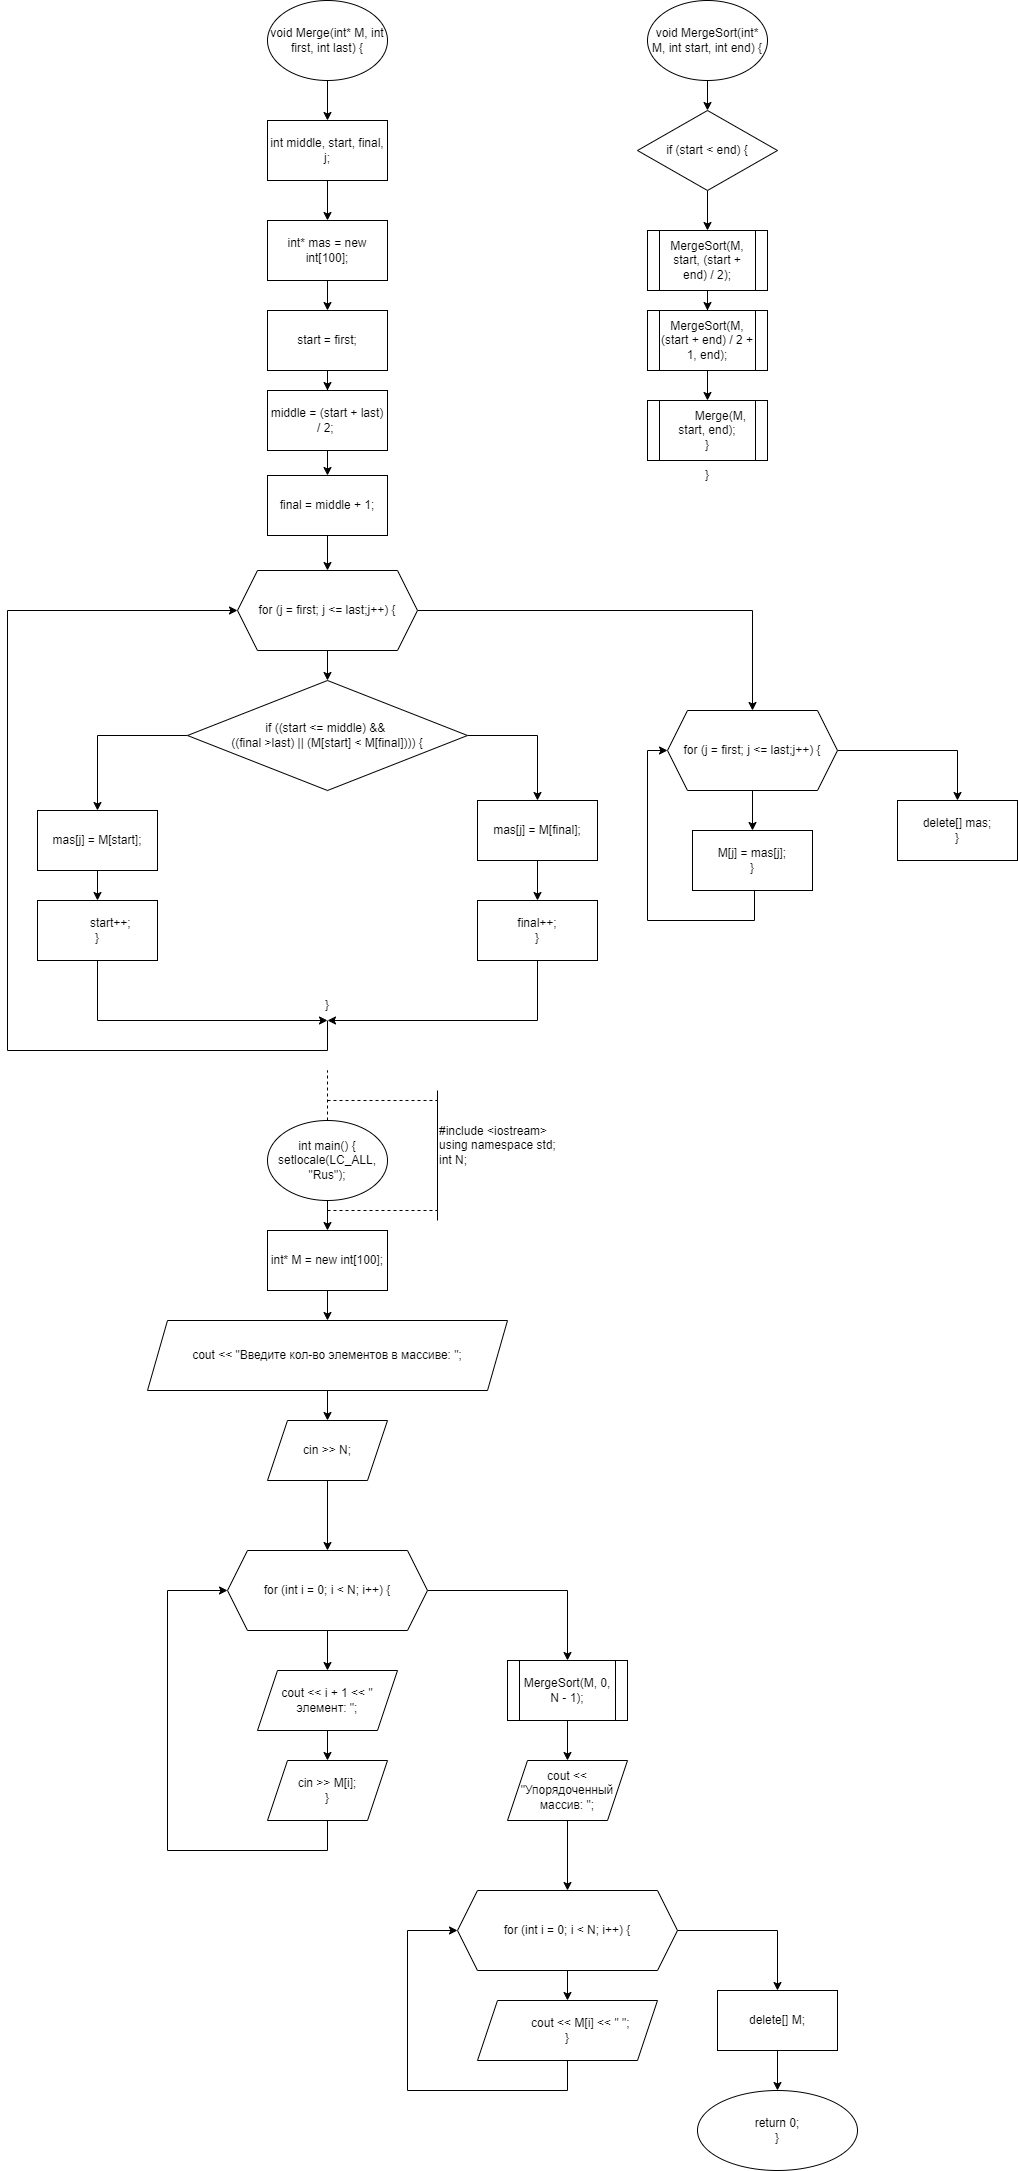 void Merge(int* M, int
first, int last) {
int middle, start, final,
j;
int* mas = new
int[100];
start = first;
middle = (start + last)
/ 2;
final = middle + 1;
for (j = first; j <= last;j++) {
if ((start <= middle) &&
((final >last) || (M[start] < M[final]))) {
mas[j] = M[start];
start++;
}
mas[j] = M[final];
final++;
}
}
for (j = first; j <= last;j++) {
M[j] = mas[j];
}
delete[] mas;
}
void MergeSort(int*
M, int start, int end) {
if (start < end) {
MergeSort(M,
start, (start +
end) / 2);
MergeSort(M,
(start + end) / 2 +
1, end);
Merge(M,
start, end);
}
}
int main() {
setlocale(LC_ALL,
"Rus");
#include <iostream>
using namespace std;
int N;
int* M = new int[100];
cout << "Введите кол-во элементов в массиве: ";
cin >> N;
for (int i = 0; i < N; i++) {
cout << i + 1 << "
элемент: ";
cin >> M[i];
}
MergeSort(M, 0,
N - 1);
cout <<
"Упорядоченный
массив: ";
for (int i = 0; i < N; i++) {
cout << M[i] << " ";
}
delete[] M;
return 0;
}